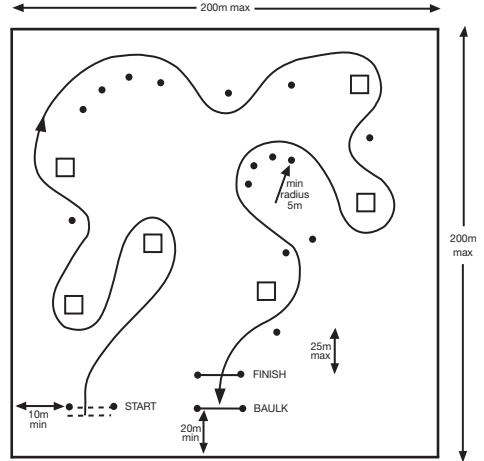 200m max
min
radius
5m
200m
max
25m
max
FINISH
START
BAULK
10m
min
20m
min